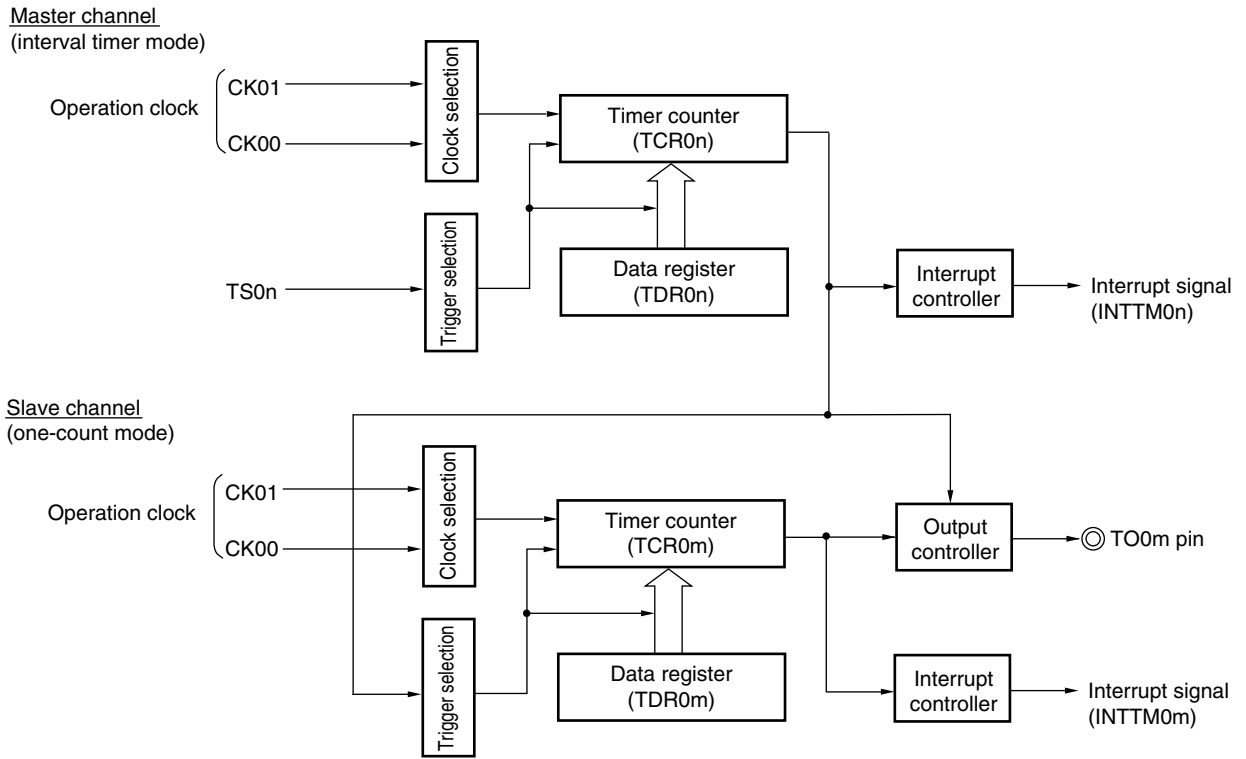 Master channel
(interval timer mode)
Operation clock
CK01
CK00
Clock selection
Timer counter
(TCR0n)
TS0n
Trigger selection
Data register
(TDR0n)
Interrupt
controller
Interrupt signal
(INTTM0n)
Slave channel
(one-count mode)
Operation clock
CK01
CK00
Clock selection
Timer counter
(TCR0m)
Output
controller
TO0m pin
Trigger selection
Data register
(TDR0m)
Interrupt
controller
Interrupt signal
(INTTM0m)